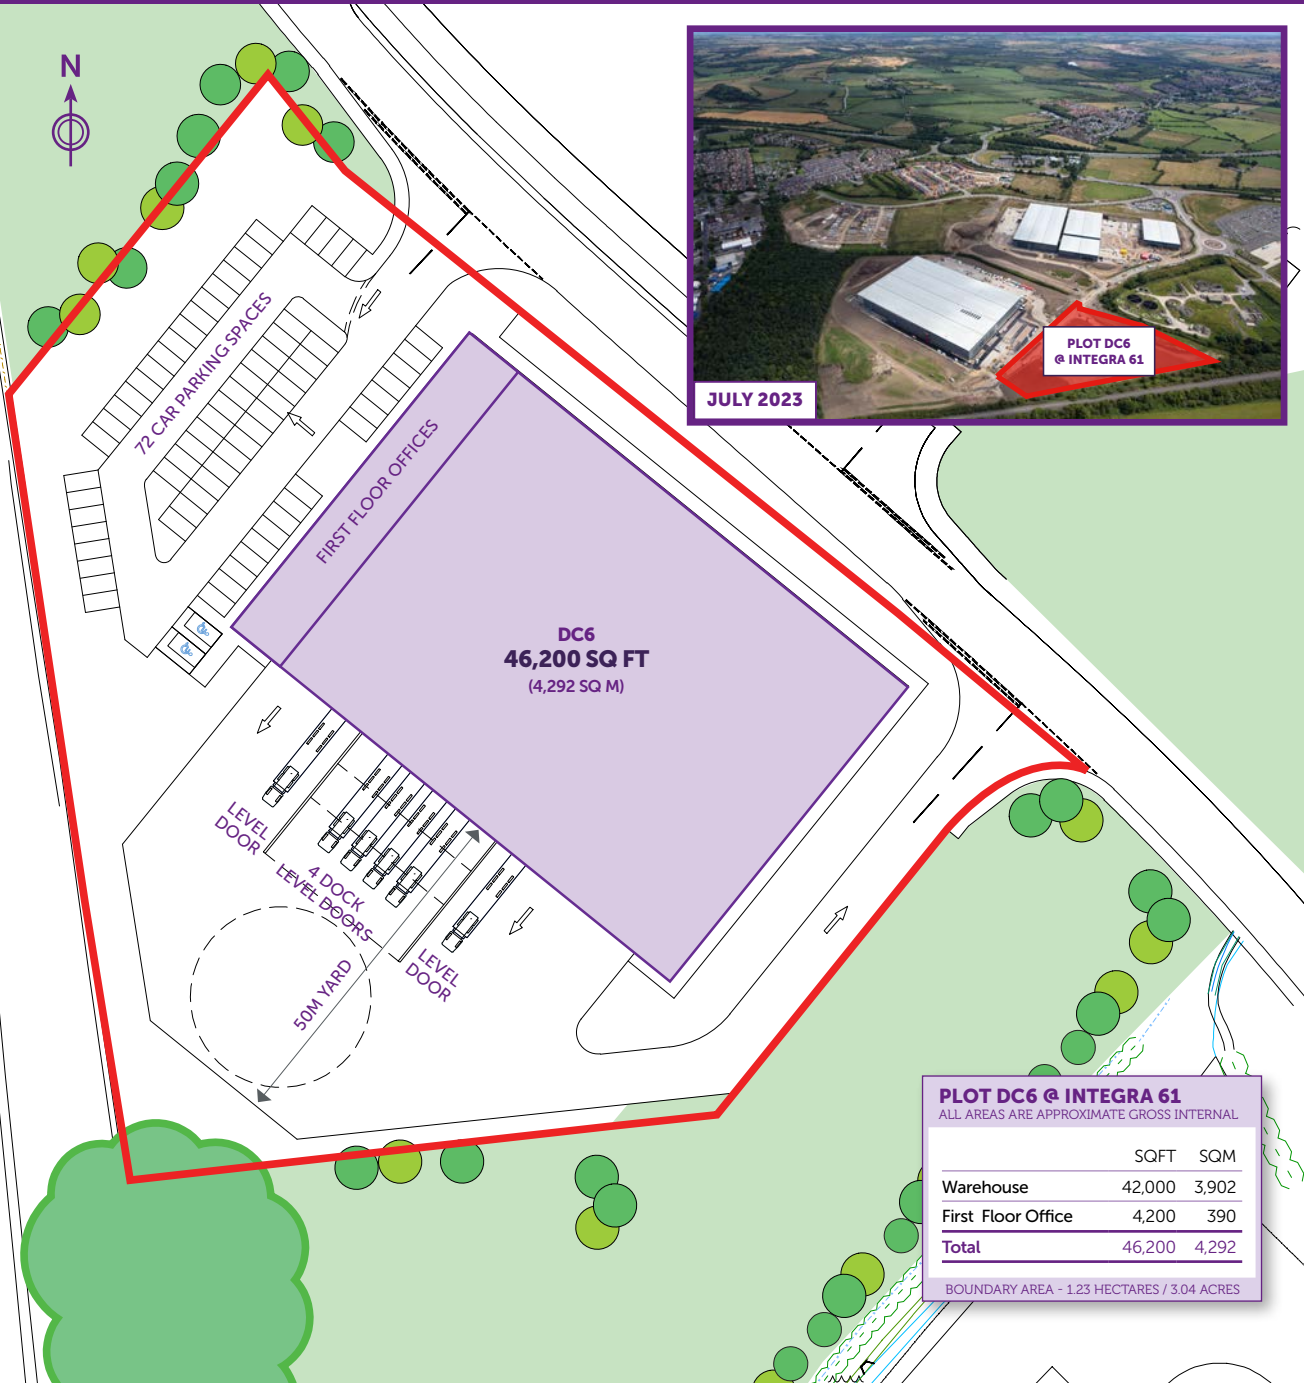 N
PLOT DC6
@ INTEGRA 61
JULY 2023
72 CAR PARKING SPACES
FIRST FLOOR OFFICES
DC6
46,200 SQ FT
(4,292 SQ M)
LEVEL
DOOR
4 DOCK
LEVEL DOORS
LEVEL
DOOR
50M YARD
PLOT DC6 @ INTEGRA 61
ALL AREAS ARE APPROXIMATE GROSS INTERNAL
SQFT SQM
Warehouse 42,000 3,902
First Floor Office 4,200 390
Total 46,200 4,292
BOUNDARY AREA - 1.23 HECTARES / 3.04 ACRES